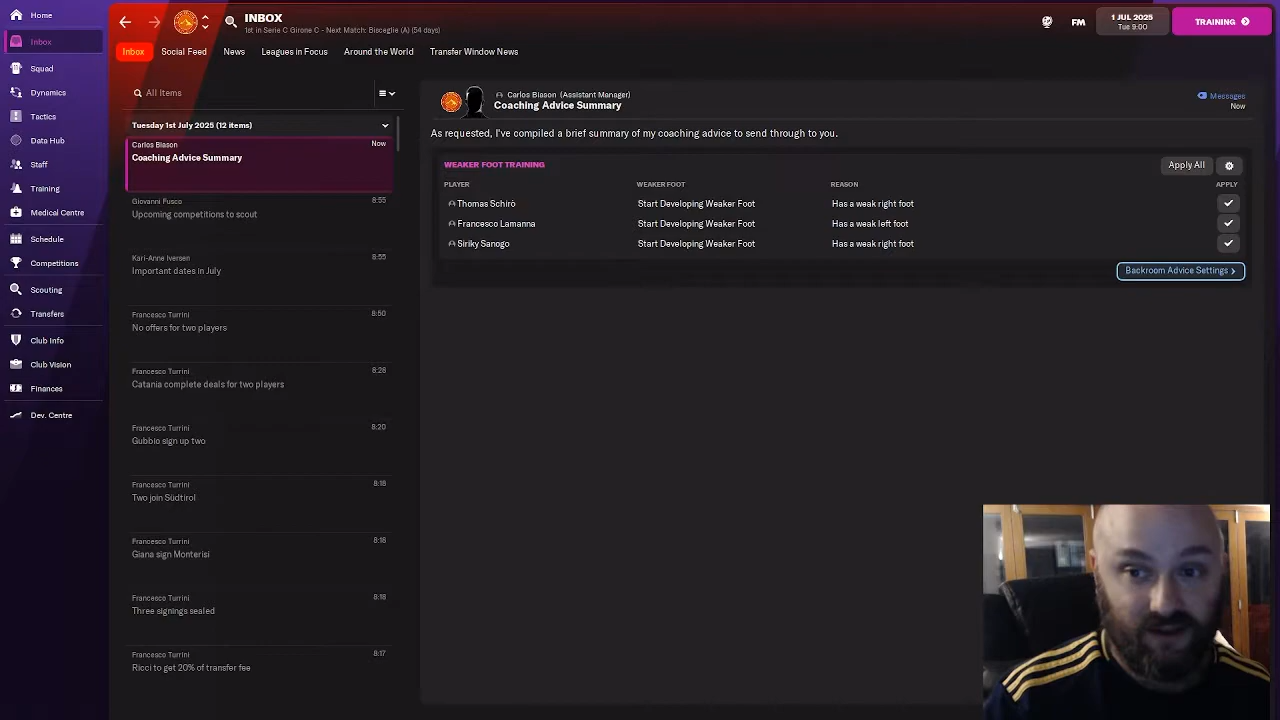 Home
Inbox
Squad
Dynamics
Tactics
Data Hub
Staff
Training
Medical Centre
Schedule
Competitions
Scouting
Transfers
Club Info
Club Vision
Finances
Dev. Centre
INBOX
1st in Serie C Girone C - Next Match: Bisceglie (A) (54 days)
FM
1 JUL 2025
Tue 9:00
TRAINING
Inbox Social Feed News Leagues in Focus Around the World Transfer Window News
All Items
Tuesday 1st July 2025 (12 items)
Carlos Biason Now
Coaching Advice Summary
Giovanni Fusco 8:55
Upcoming competitions to scout
Kari-Anne Iversen 8:55
Important dates in July
Francesco Turrini 8:50
No offers for two players
Francesco Turrini 8:28
Catania complete deals for two players
Francesco Turrini 8:20
Gubbio sign up two
Francesco Turrini 8:18
Two join Südtirol
Francesco Turrini 8:18
Giana sign Monterisi
Francesco Turrini 8:18
Three signings sealed
Francesco Turrini 8:17
Ricci to get 20% of transfer fee
Carlos Biason (Assistant Manager)
Coaching Advice Summary
Messages
Now
As requested, I've compiled a brief summary of my coaching advice to send through to you.
WEAKER FOOT TRAINING Apply All
PLAYER WEAKER FOOT REASON APPLY
Thomas Schirò Start Developing Weaker Foot Has a weak right foot
Francesco Lamanna Start Developing Weaker Foot Has a weak left foot
Siriky Sanogo Start Developing Weaker Foot Has a weak right foot
Backroom Advice Settings >